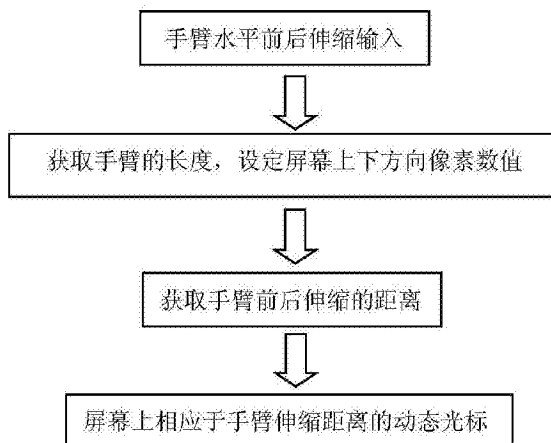 手臂水平前后伸缩输入
获取手臂的长度，设定屏幕上下方向像素数值
获取手臂前后伸缩的距离
屏幕上相应于手臂伸缩距离的动态光标